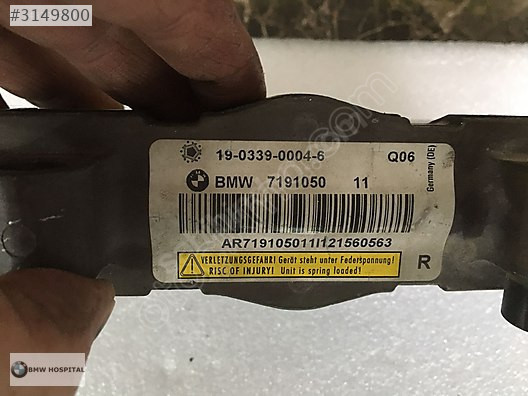 #3149800
19-0339-0004-6 Q06
BMW 7191050 11
Germany (DE)
AR719105011I121560563
VERLETZUNGSGEFAHR! Gerät steht unter Federspannung!
RISC OF INJURY! Unit is spring loaded!
R
BMW HOSPITAL